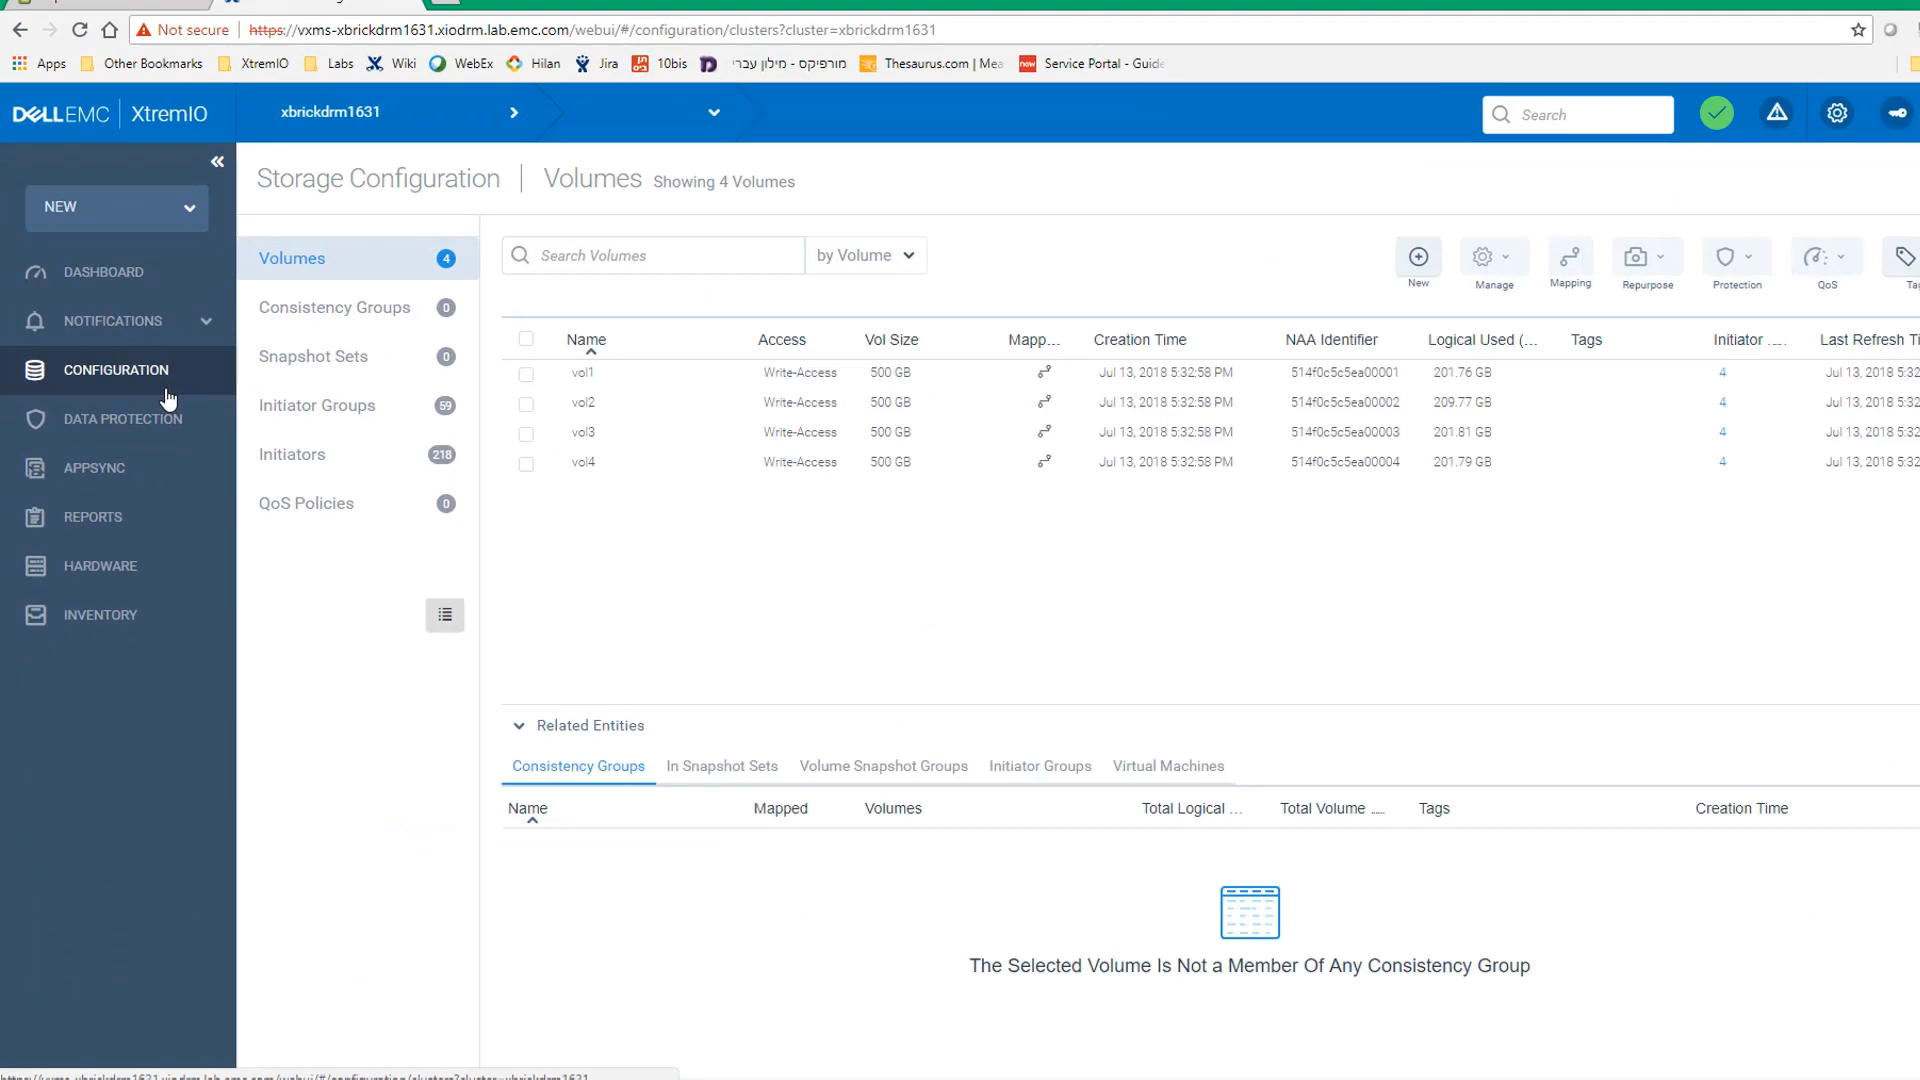 Not secure | https://vxms-xbrickdrm1631.xiodrm.lab.emc.com/webui/#/configuration/clusters?cluster=xbrickdrm1631
Apps Other Bookmarks XtremIO Labs Wiki WebEx Hilan Jira 10bis מורפיקס - מילון עברי Thesaurus.com | Mea Service Portal - Guide
DELLEMC | XtremIO xbrickdrm1631 Search
Storage Configuration | Volumes Showing 4 Volumes
NEW
DASHBOARD
NOTIFICATIONS
CONFIGURATION
DATA PROTECTION
APPSYNC
REPORTS
HARDWARE
INVENTORY
Volumes 4
Consistency Groups 0
Snapshot Sets 0
Initiator Groups 59
Initiators 218
QoS Policies 0
Search Volumes by Volume
New Manage Mapping Repurpose Protection QoS Tag
Name Access Vol Size Mapp... Creation Time NAA Identifier Logical Used (... Tags Initiator .... Last Refresh Ti
vol1 Write-Access 500 GB Jul 13, 2018 5:32:58 PM 514f0c5c5ea00001 201.76 GB 4 Jul 13, 2018 5:32
vol2 Write-Access 500 GB Jul 13, 2018 5:32:58 PM 514f0c5c5ea00002 209.77 GB 4 Jul 13, 2018 5:32
vol3 Write-Access 500 GB Jul 13, 2018 5:32:58 PM 514f0c5c5ea00003 201.81 GB 4 Jul 13, 2018 5:32
vol4 Write-Access 500 GB Jul 13, 2018 5:32:58 PM 514f0c5c5ea00004 201.79 GB 4 Jul 13, 2018 5:32
Related Entities
Consistency Groups In Snapshot Sets Volume Snapshot Groups Initiator Groups Virtual Machines
Name Mapped Volumes Total Logical ... Total Volume .... Tags Creation Time
The Selected Volume Is Not a Member Of Any Consistency Group